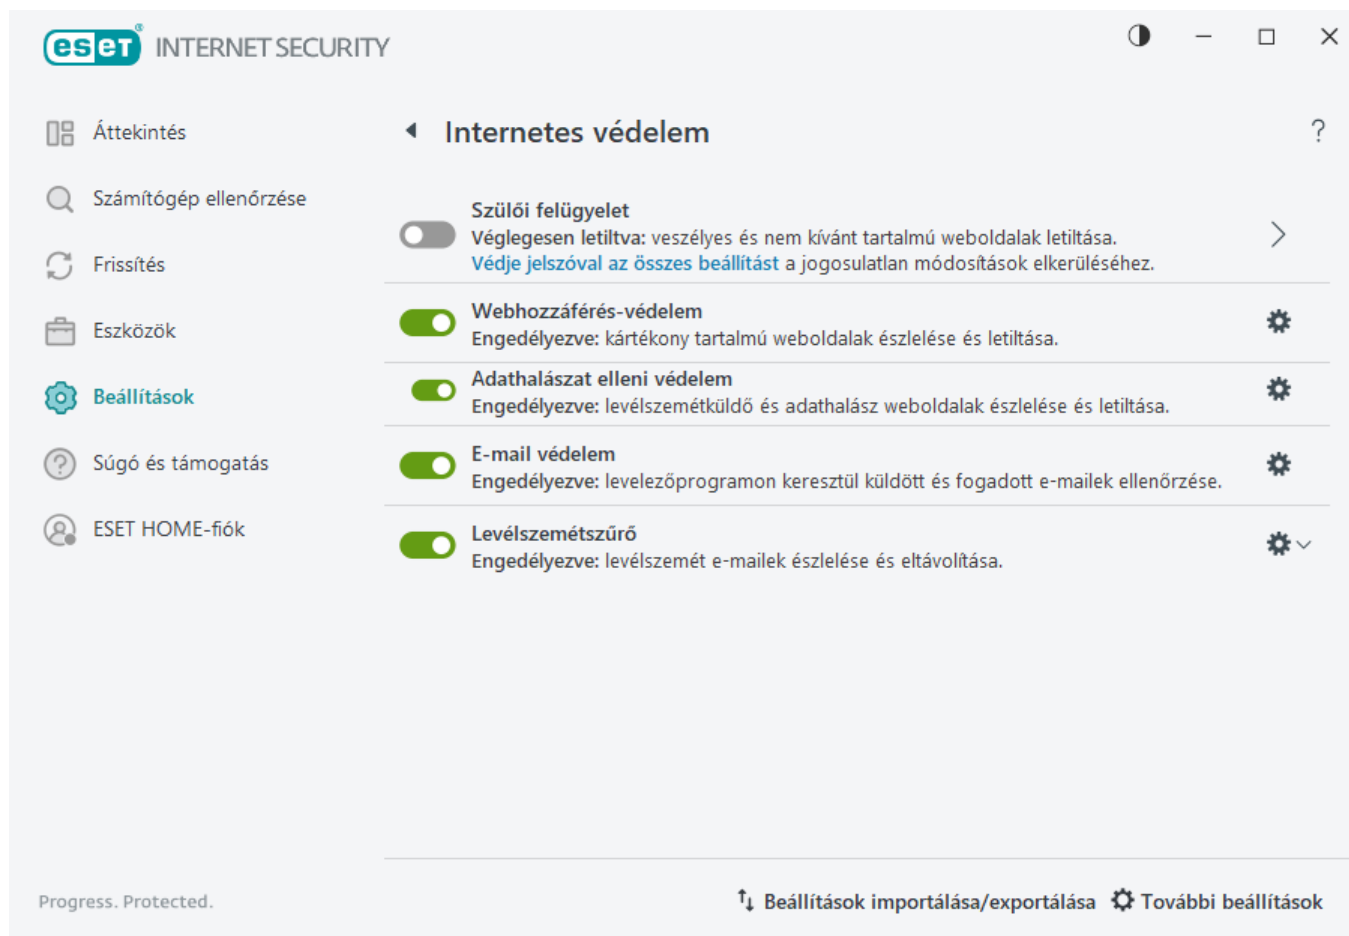 eseT® INTERNET SECURITY
Áttekintés
Számítógép ellenőrzése
Frissítés
Eszközök
Beállítások
Súgó és támogatás
ESET HOME-fiók
Internetes védelem
?
Szülői felügyelet
Véglegesen letiltva: veszélyes és nem kívánt tartalmú weboldalak letiltása.
Védje jelszóval az összes beállítást a jogosulatlan módosítások elkerüléséhez.
Webhozzáférés-védelem
Engedélyezve: kártékony tartalmú weboldalak észlelése és letiltása.
Adathalászat elleni védelem
Engedélyezve: levélszemétküldő és adathalász weboldalak észlelése és letiltása.
E-mail védelem
Engedélyezve: levelezőprogramon keresztül küldött és fogadott e-mailek ellenőrzése.
Levélszemétszűrő
Engedélyezve: levélszemét e-mailek észlelése és eltávolítása.
Progress. Protected.
Beállítások importálása/exportálása
További beállítások